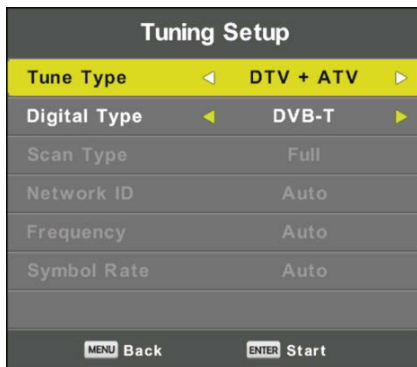 Tuning Setup
Tune Type DTV + ATV
Digital Type DVB-T
Scan Type Full
Network ID Auto
Frequency Auto
Symbol Rate Auto
MENU Back ENTER Start